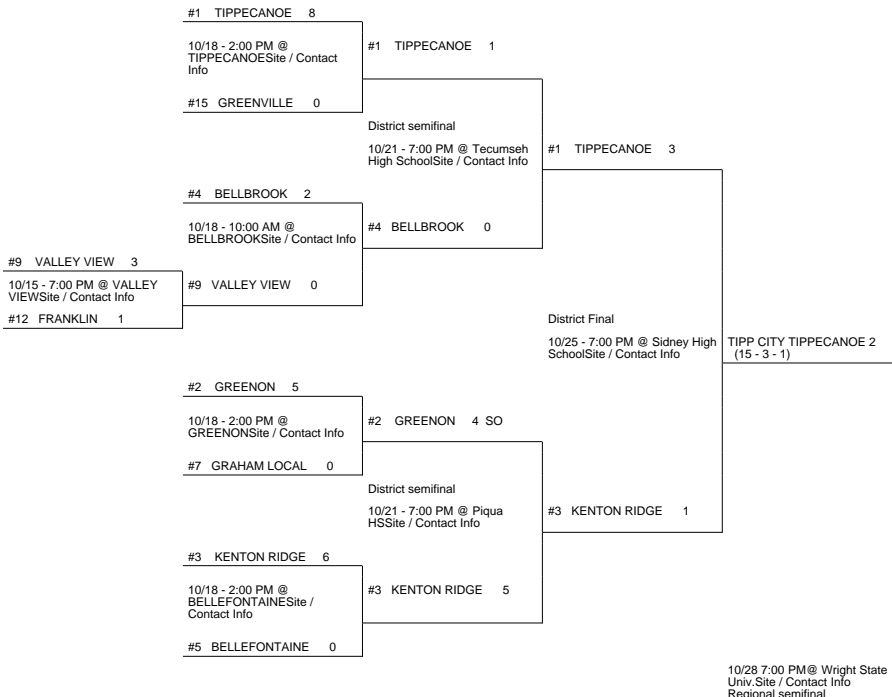 #1 TIPPECANOE 8
10/18 - 2:00 PM @
TIPPECANOESite / Contact
Info
#15 GREENVILLE 0
#1 TIPPECANOE 1
District semifinal
10/21 - 7:00 PM @ Tecumseh
High SchoolSite / Contact Info
#1 TIPPECANOE 3
#4 BELLBROOK 2
10/18 - 10:00 AM @
BELLBROOKSite / Contact Info
#4 BELLBROOK 0
#9 VALLEY VIEW 3
10/15 - 7:00 PM @ VALLEY
VIEWSite / Contact Info
#12 FRANKLIN 1
#9 VALLEY VIEW 0
District Final
10/25 - 7:00 PM @ Sidney High
SchoolSite / Contact Info
TIPP CITY TIPPECANOE 2
(15 - 3 - 1)
#2 GREENON 5
10/18 - 2:00 PM @
GREENONSite / Contact Info
#7 GRAHAM LOCAL 0
#2 GREENON 4 SO
District semifinal
10/21 - 7:00 PM @ Piqua
HSSite / Contact Info
#3 KENTON RIDGE 1
#3 KENTON RIDGE 6
10/18 - 2:00 PM @
BELLEFONTAINESite /
Contact Info
#5 BELLEFONTAINE 0
#3 KENTON RIDGE 5
10/28 7:00 PM@ Wright State
Univ.Site / Contact Info
Regional semifinal